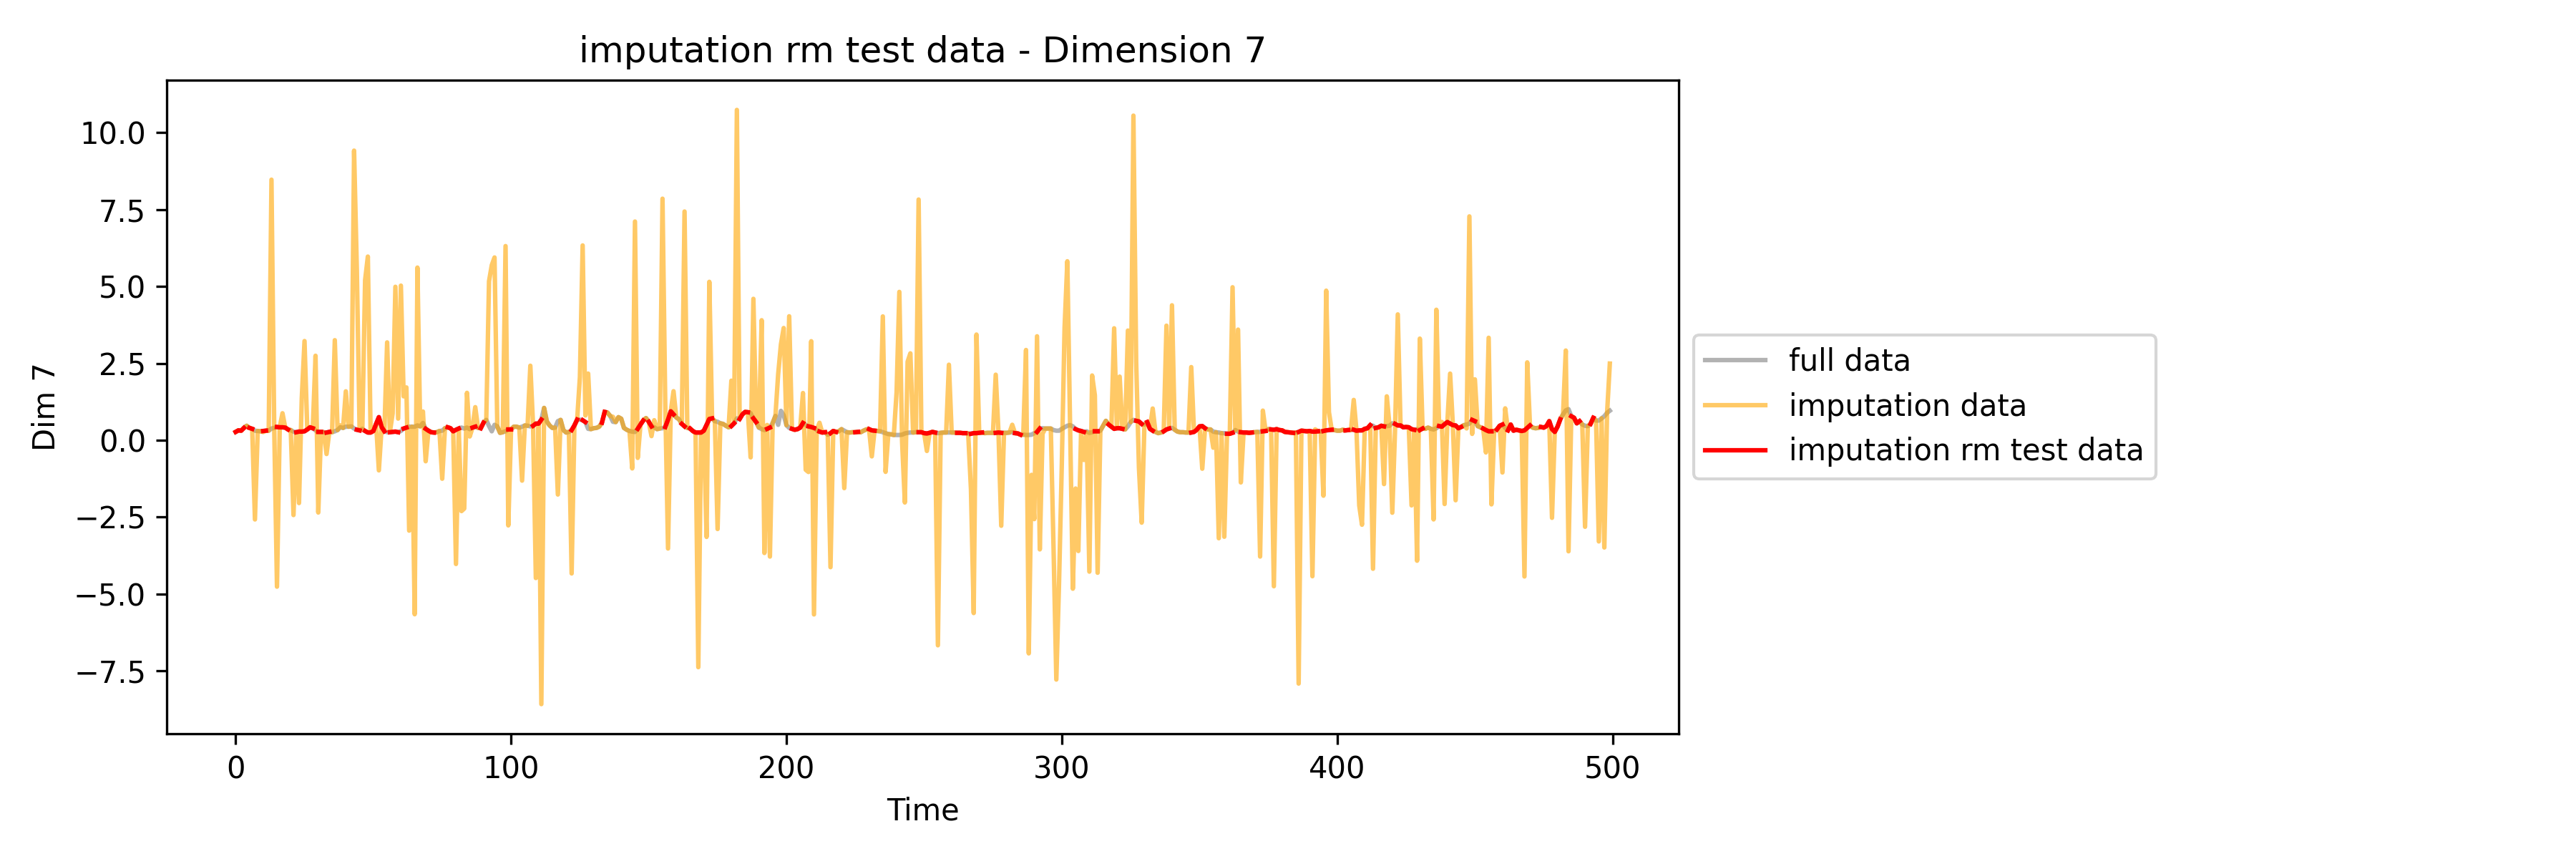 imputation rm test data - Dimension 7
10.0
7.5
5.0
2.5
0.0
−2.5
−5.0
−7.5
Dim 7
0 100 200 300 400 500
Time
full data
imputation data
imputation rm test data